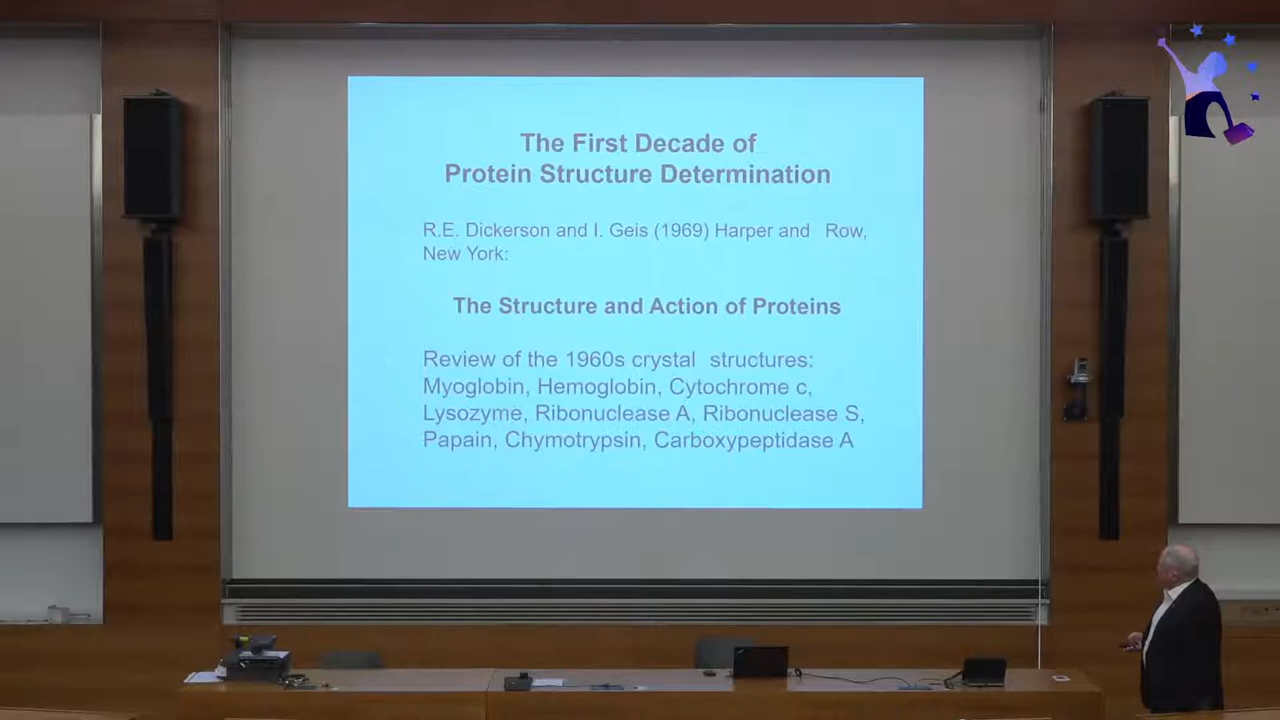 The First Decade of
Protein Structure Determination
R.E. Dickerson and I. Geis (1969) Harper and Row,
New York:
The Structure and Action of Proteins
Review of the 1960s crystal structures:
Myoglobin, Hemoglobin, Cytochrome c,
Lysozyme, Ribonuclease A, Ribonuclease S,
Papain, Chymotrypsin, Carboxypeptidase A